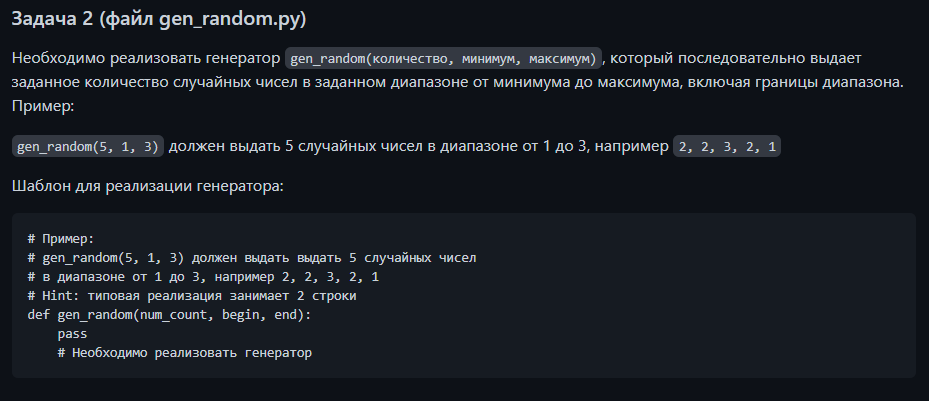 Задача 2 (файл gen_random.py)
Необходимо реализовать генератор gen_random(количество, минимум, максимум), который последовательно выдает
заданное количество случайных чисел в заданном диапазоне от минимума до максимума, включая границы диапазона.
Пример:
gen_random(5, 1, 3) должен выдать 5 случайных чисел в диапазоне от 1 до 3, например 2, 2, 3, 2, 1
Шаблон для реализации генератора:
# Пример:
# gen_random(5, 1, 3) должен выдать выдать 5 случайных чисел
# в диапазоне от 1 до 3, например 2, 2, 3, 2, 1
# Hint: типовая реализация занимает 2 строки
def gen_random(num_count, begin, end):
    pass
    # Необходимо реализовать генератор